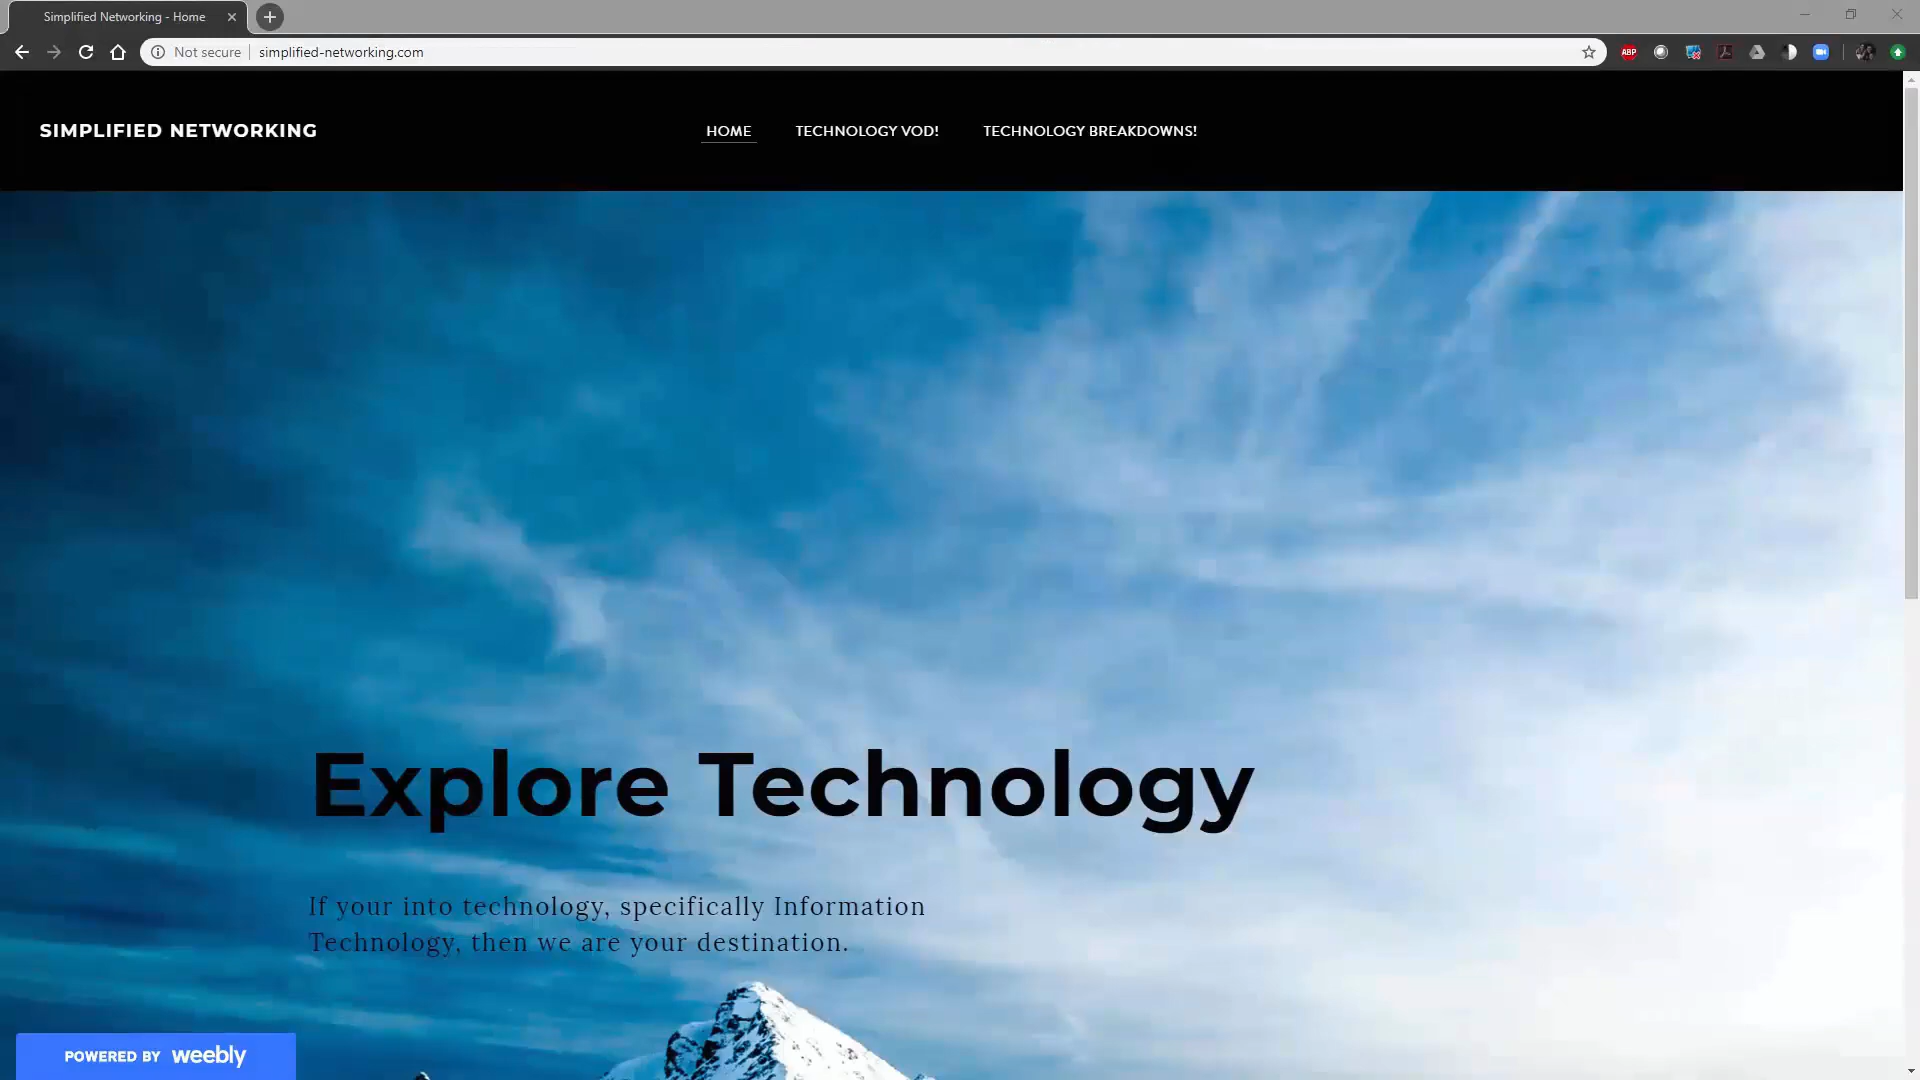 Simplified Networking - Home
Not secure
simplified-networking.com
ABP
SIMPLIFIED NETWORKING
HOME
TECHNOLOGY VOD!
TECHNOLOGY BREAKDOWNS!
Explore Technology
If your into technology, specifically Information
Technology, then we are your destination.
POWERED BY weebly